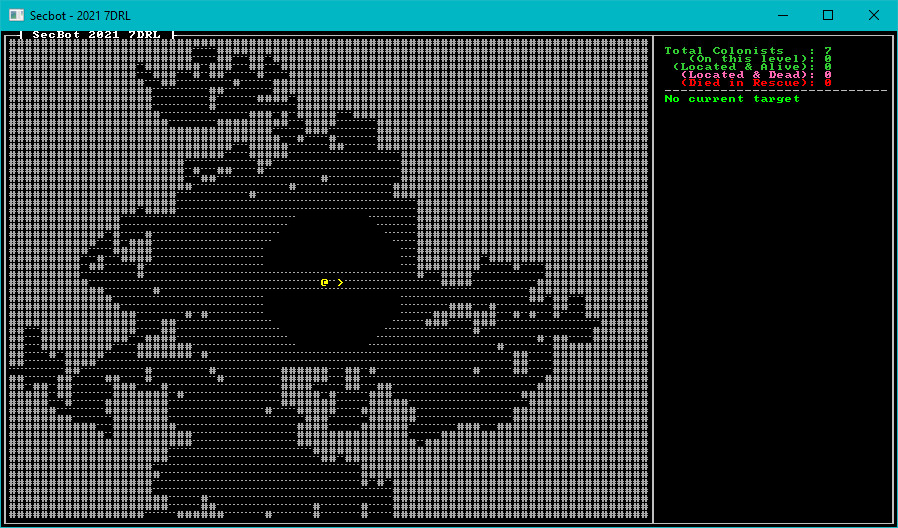 Secbot - 2021 7DRL
[ SecBot 2021 7DRL ]
Total Colonists : 7
(On this level): 0
(Located & Alive): 0
(Located & Dead): 0
(Died in Rescue): 0
No current target
@ >